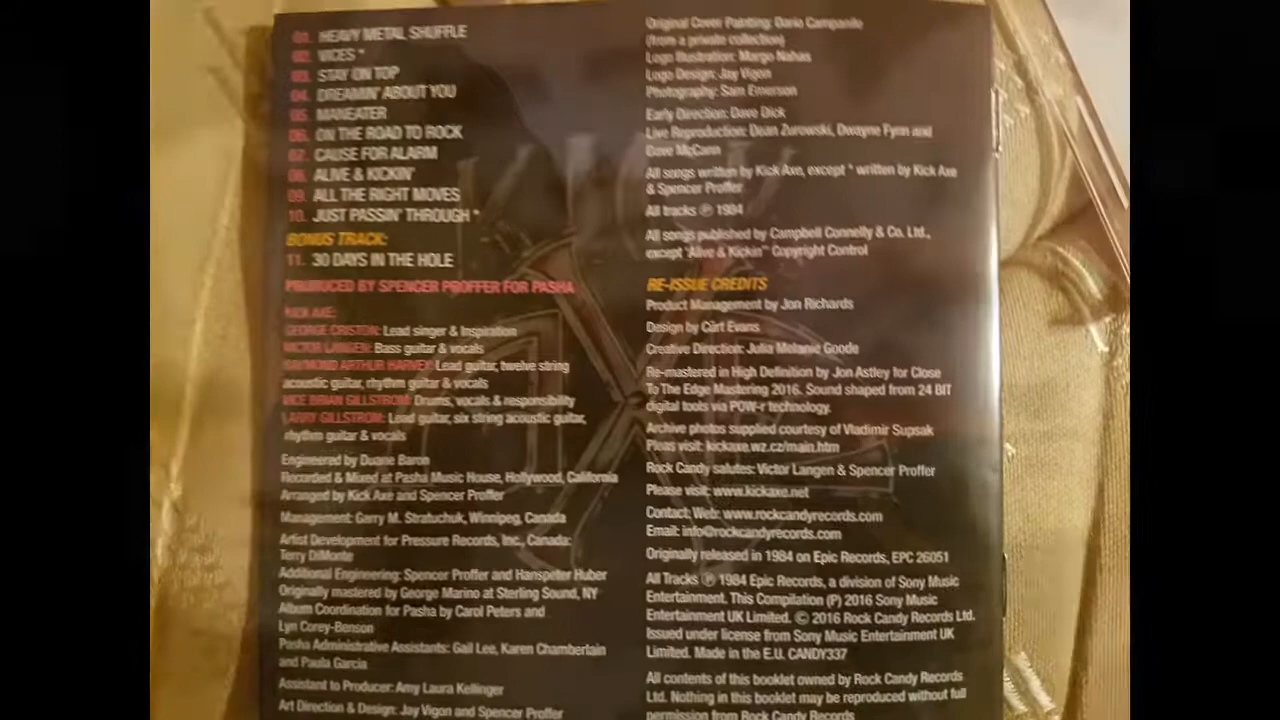 01. HEAVY METAL SHUFFLE
02. VICES *
03. STAY ON TOP
04. DREAMIN' ABOUT YOU
05. MANEATER
06. ON THE ROAD TO ROCK
07. CAUSE FOR ALARM
08. ALIVE & KICKIN'
09. ALL THE RIGHT MOVES
10. JUST PASSIN' THROUGH *
BONUS TRACK:
11. 30 DAYS IN THE HOLE
PRODUCED BY SPENCER PROFFER FOR PASHA
KICK AXE:
GEORGE CRISTON: Lead singer & Inspiration
VICTOR LANGEN: Bass guitar & vocals
RAYMOND ARTHUR HARVEY: Lead guitar, twelve string
acoustic guitar, rhythm guitar & vocals
VICE BRIAN GILLSTROM: Drums, vocals & responsibility
LARRY GILLSTROM: Lead guitar, six string acoustic guitar,
rhythm guitar & vocals
Engineered by Duane Baron
Recorded & Mixed at Pasha Music House, Hollywood, California
Arranged by Kick Axe and Spencer Proffer
Management: Garry M. Stratuchuk, Winnipeg, Canada
Artist Development for Pressure Records, Inc., Canada:
Terry DiMonte
Additional Engineering: Spencer Proffer and Hanspeter Huber
Originally mastered by George Marino at Sterling Sound, NY
Album Coordination for Pasha by Carol Peters and
Lyn Corey-Benson
Pasha Administrative Assistants: Gail Lee, Karen Chamberlain
and Paula Garcia
Assistant to Producer: Amy Laura Kellinger
Art Direction & Design: Jay Vigon and Spencer Proffer
Original Cover Painting: Dario Campanile
(from a private collection)
Logo Illustration: Margo Nahas
Logo Design: Jay Vigon
Photography: Sam Emerson
Early Direction: Dave Dick
Live Reproduction: Dean Zurowski, Dwayne Fynn and
Dave McCann
All songs written by Kick Axe, except * written by Kick Axe
& Spencer Proffer
All tracks ℗ 1984
All songs published by Campbell Connelly & Co. Ltd.,
except "Alive & Kickin'" Copyright Control
RE-ISSUE CREDITS
Product Management by Jon Richards
Design by Cürt Evans
Creative Direction: Julia Melanie Goode
Re-mastered in High Definition by Jon Astley for Close
To The Edge Mastering 2016. Sound shaped from 24 BIT
digital tools via POW-r technology.
Archive photos supplied courtesy of Vladimir Supsak
Pleas visit: kickaxe.wz.cz/main.htm
Rock Candy salutes: Victor Langen & Spencer Proffer
Please visit: www.kickaxe.net
Contact: Web: www.rockcandyrecords.com
Email: info@rockcandyrecords.com
Originally released in 1984 on Epic Records, EPC 26051
All Tracks ℗ 1984 Epic Records, a division of Sony Music
Entertainment. This Compilation (P) 2016 Sony Music
Entertainment UK Limited. © 2016 Rock Candy Records Ltd.
Issued under license from Sony Music Entertainment UK
Limited. Made in the E.U. CANDY337
All contents of this booklet owned by Rock Candy Records
Ltd. Nothing in this booklet may be reproduced without full
permission from Rock Candy Records